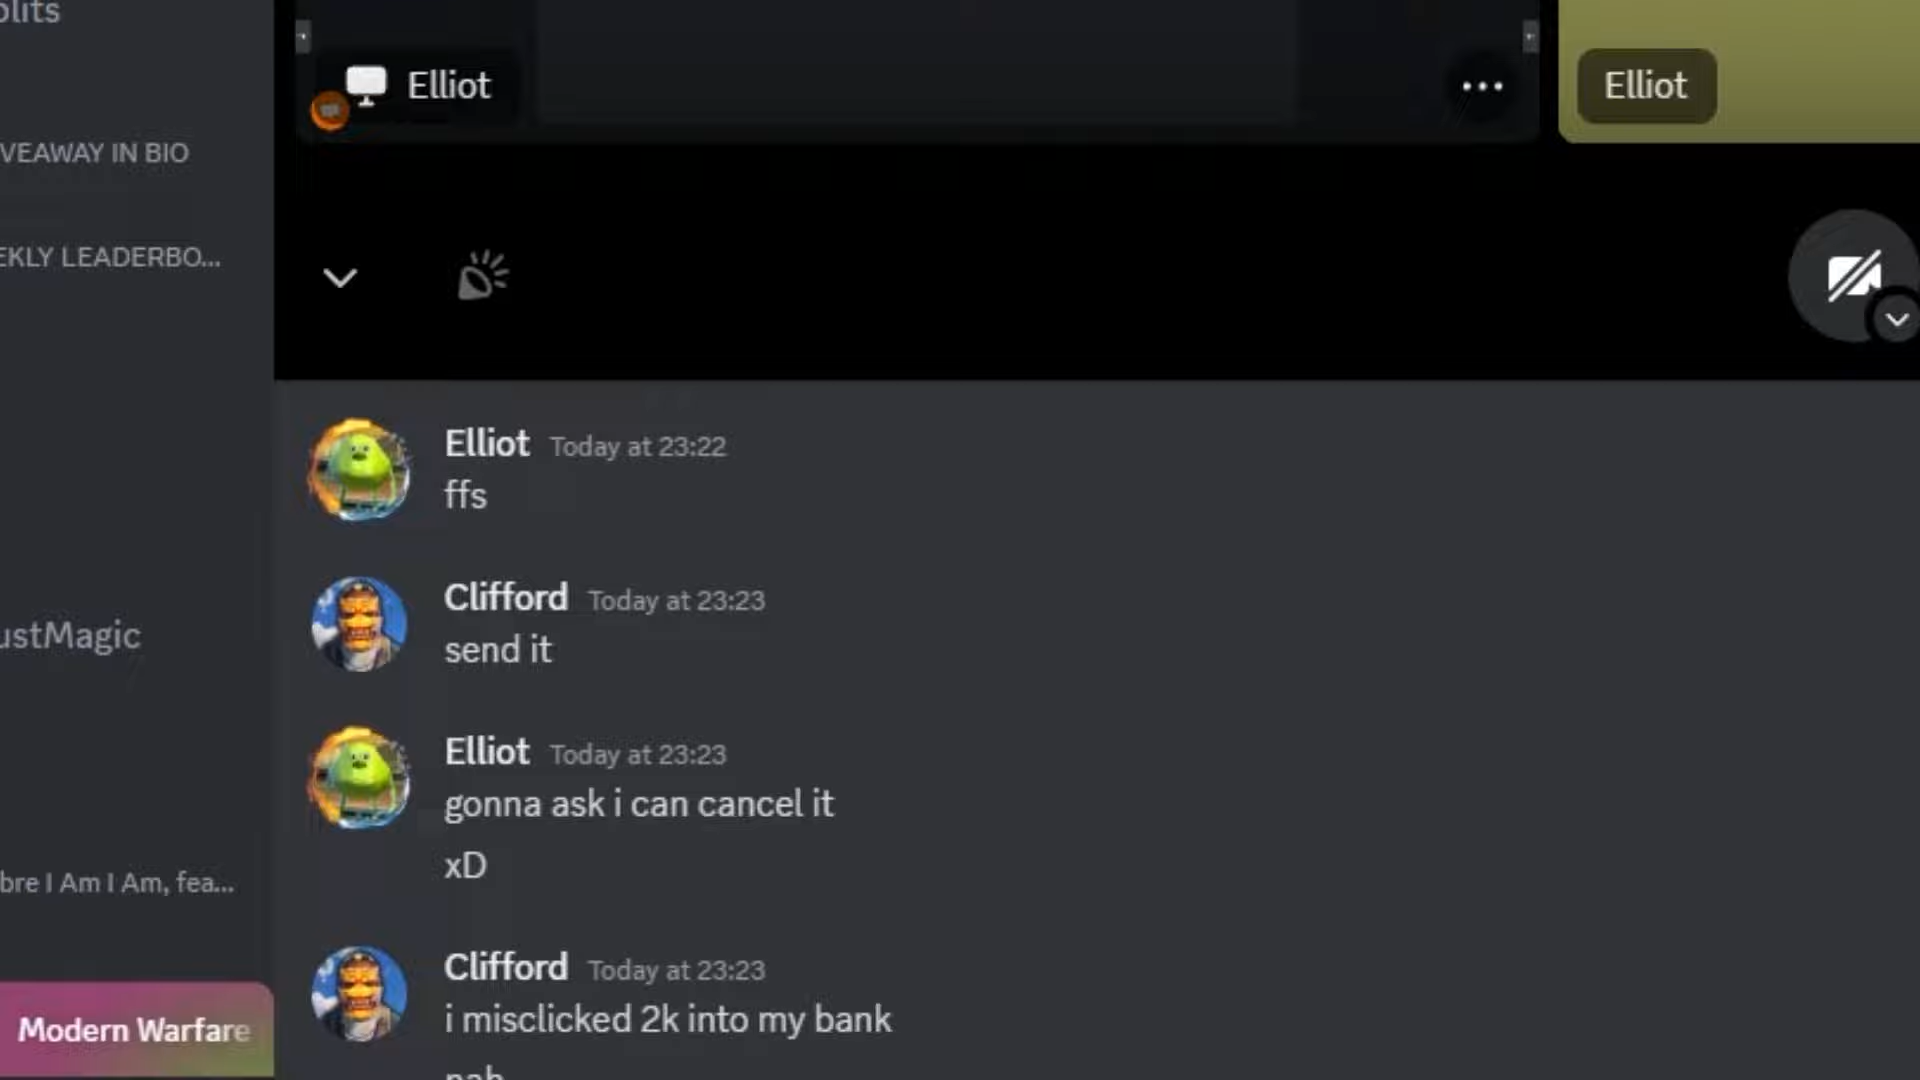 Elliot
Elliot
VEAWAY IN BIO
EKLY LEADERBO...
Elliot Today at 23:22
ffs
Clifford Today at 23:23
send it
ustMagic
Elliot Today at 23:23
gonna ask i can cancel it
xD
bre I Am I Am, fea...
Clifford Today at 23:23
i misclicked 2k into my bank
Modern Warfare